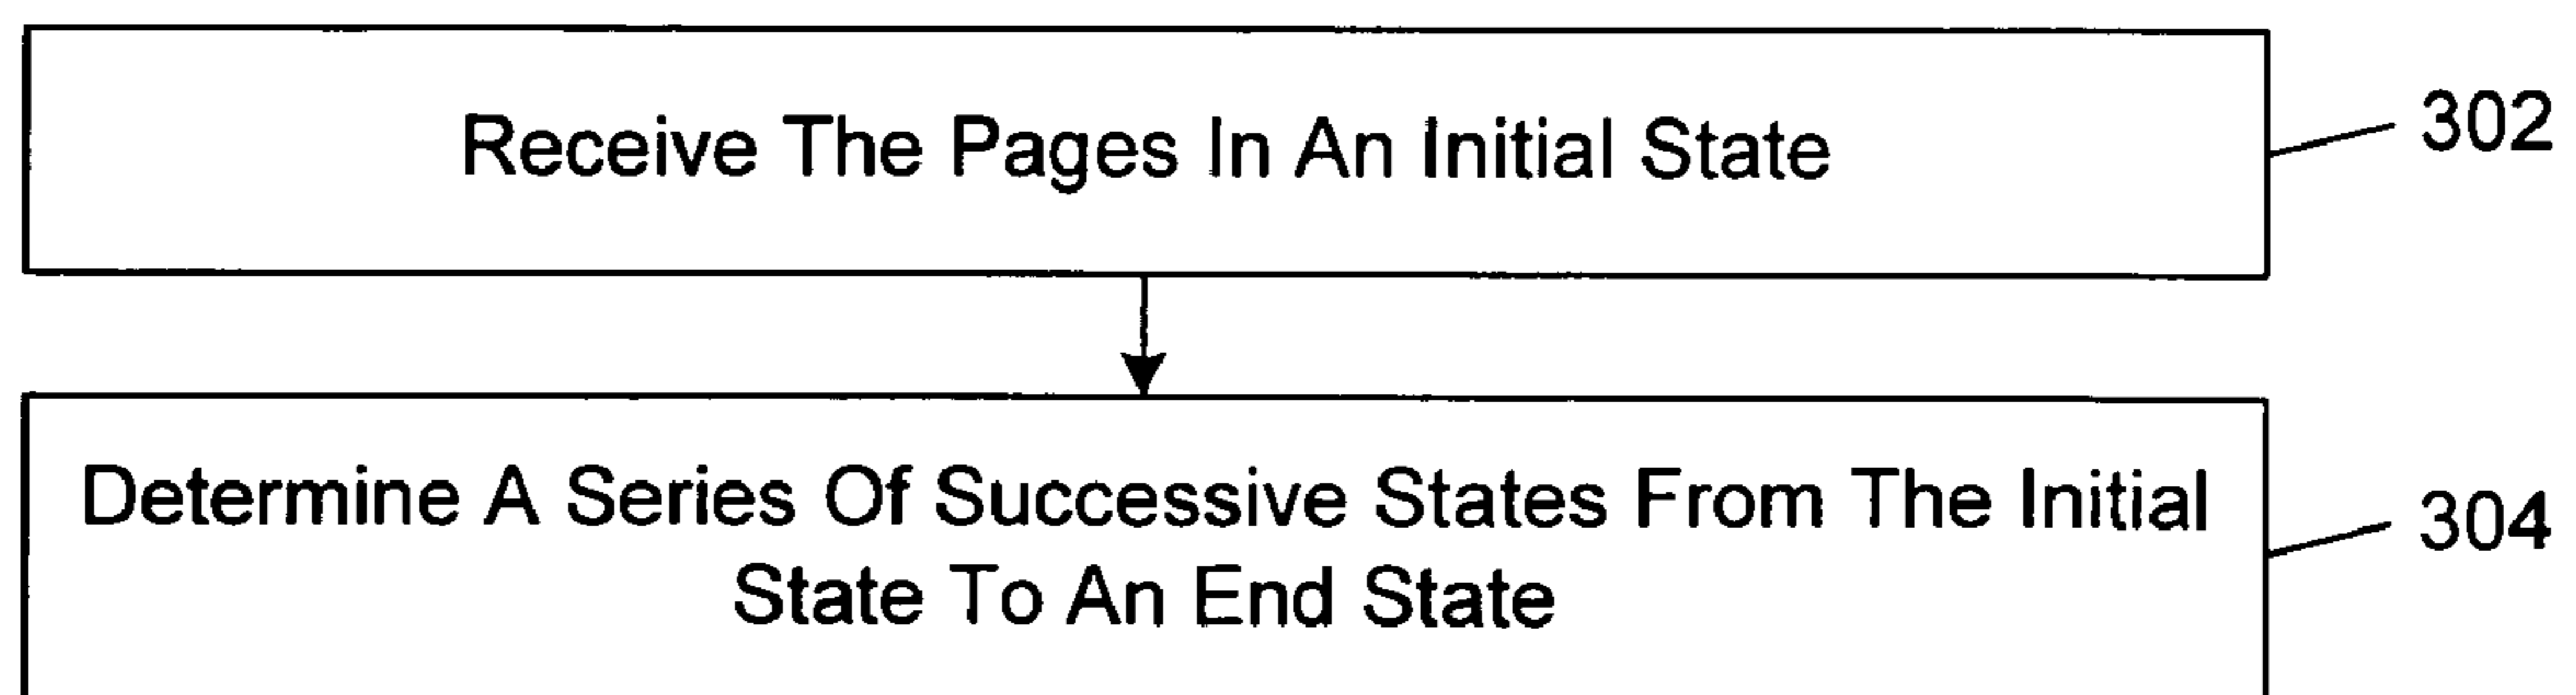 Receive The Pages In An Initial State
302
Determine A Series Of Successive States From The Initial
State To An End State
304